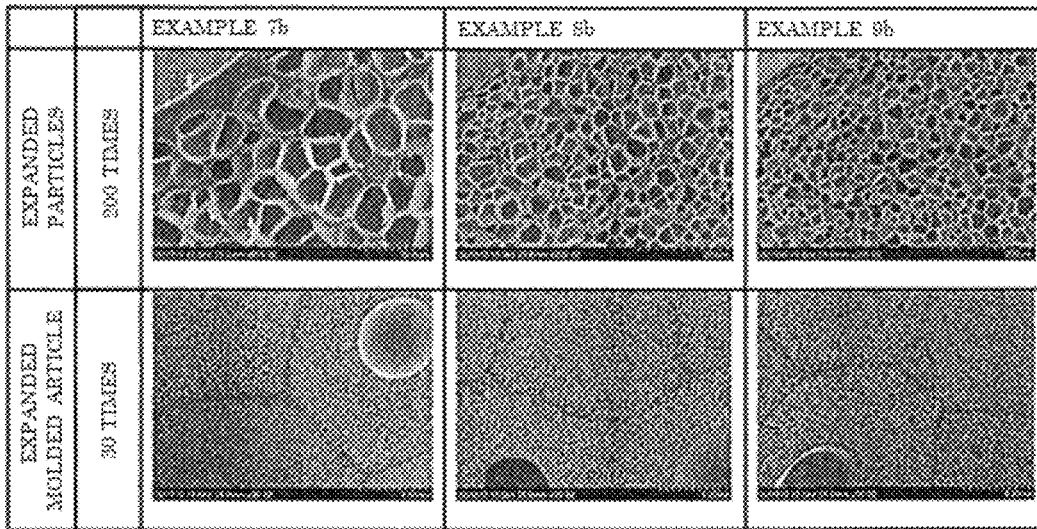 EXAMPLE 7b
EXAMPLE 8b
EXAMPLE 9b
EXPANDED
PARTICLES
200 TIMES
EXPANDED
MOLDED ARTICLE
30 TIMES